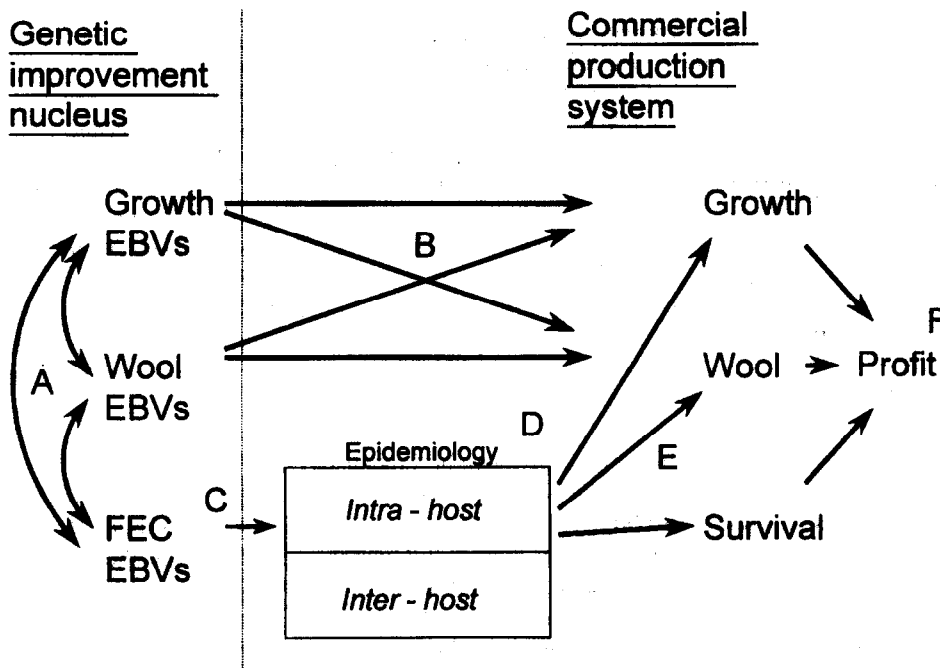 Genetic
improvement
nucleus
Commercial
production
system
Growth
EBVs
B
Growth
A
Wool
EBVs
Wool
Profit
F
D
Epidemiology
E
C
FEC
EBVs
Intra - host
Survival
Inter - host